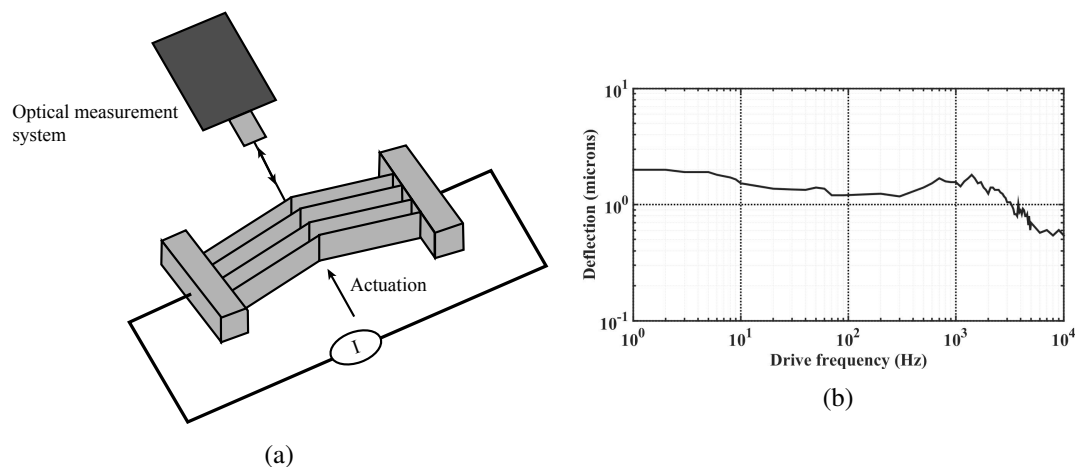 Optical measurement
system
Actuation
I
(a)
Deflection (microns)
10^1
10^0
10^-1
10^0 10^1 10^2 10^3 10^4
Drive frequency (Hz)
(b)